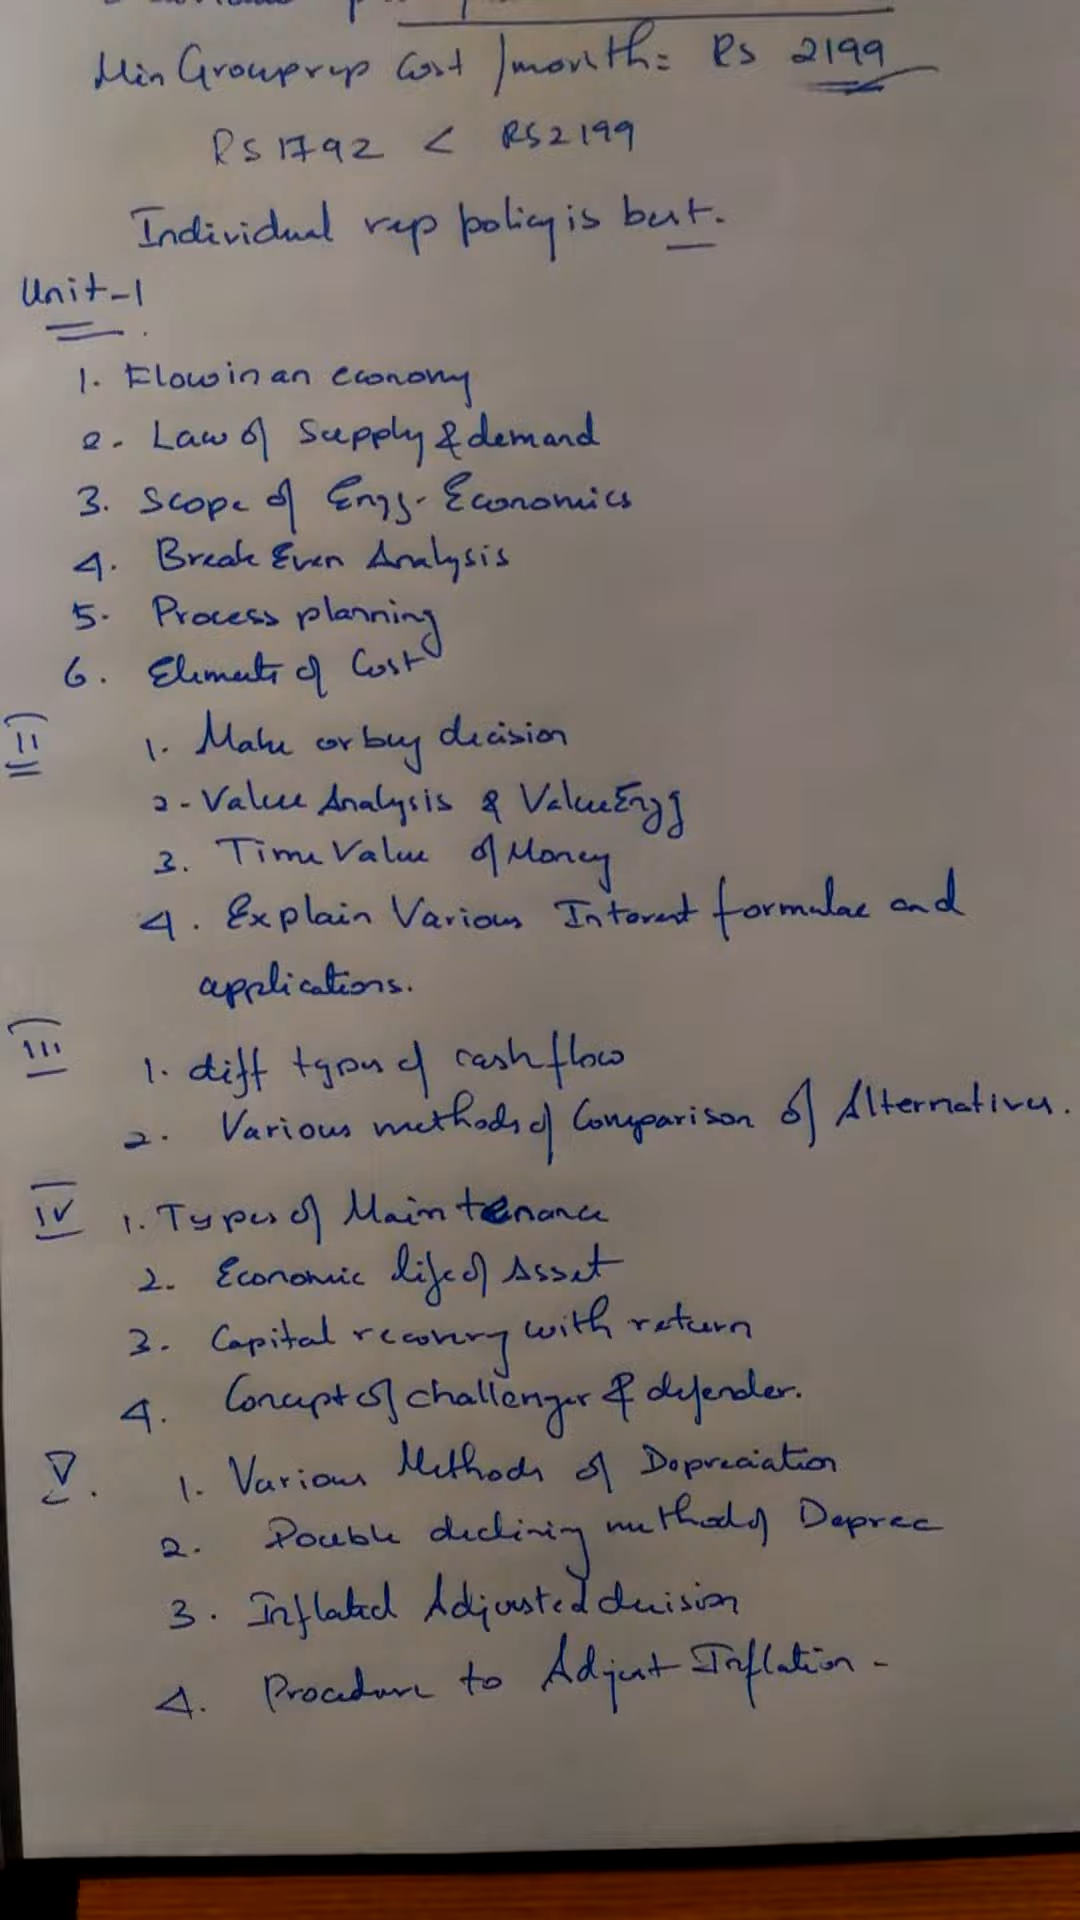 Min Group rep Cost /month = Rs 2199
RS 1792 < RS 2199
Individual rep policy is best.
Unit-1
1. Flow in an economy
2. Law of Supply & demand
3. Scope of Engg. Economics
4. Break Even Analysis
5. Process planning
6. Elements of Cost
II 1. Make or buy decision
2. Value Analysis & Value Engg
3. Time Value of Money
4. Explain Various Interest formulae and
applications.
III 1. diff types of cash flow
2. Various methods of Comparison of Alternatives.
IV 1. Types of Maintenance
2. Economic life of Asset
3. Capital recovery with return
4. Concept of challenger & defender.
V. 1. Various Methods of Depreciation
2. Double declining method of Deprec
3. Inflated Adjusted decision
4. Procedure to Adjust Inflation -